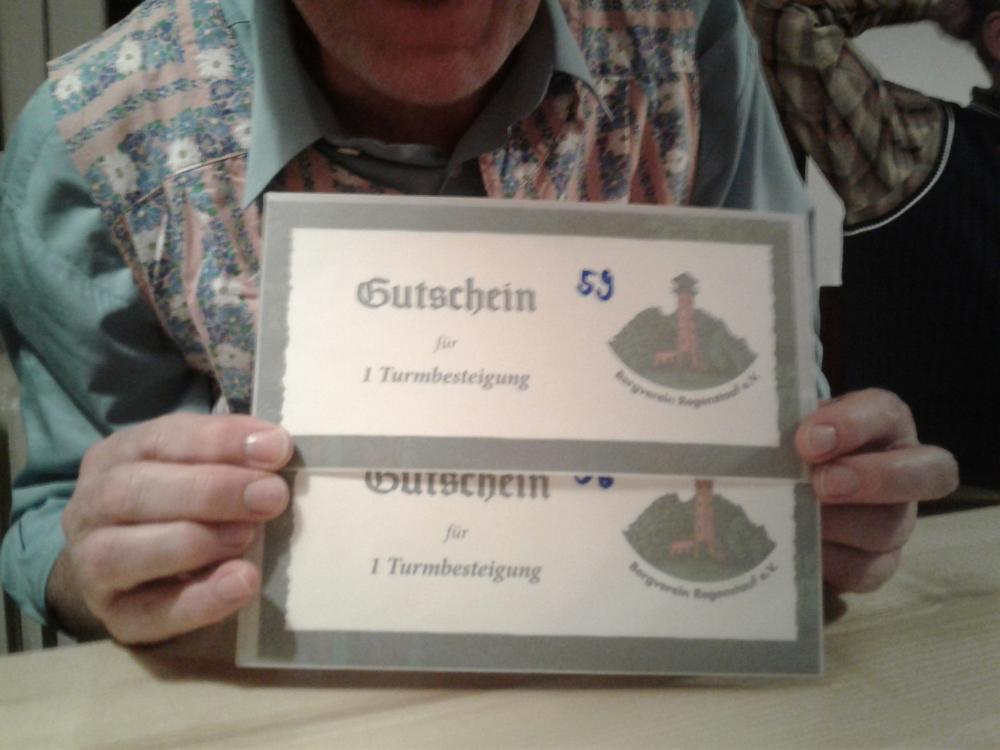 Gutschein
59
für
1 Turmbesteigung
Bergverein Regenstauf e.V.
Gutschein
für
1 Turmbesteigung
Bergverein Regenstauf e.V.